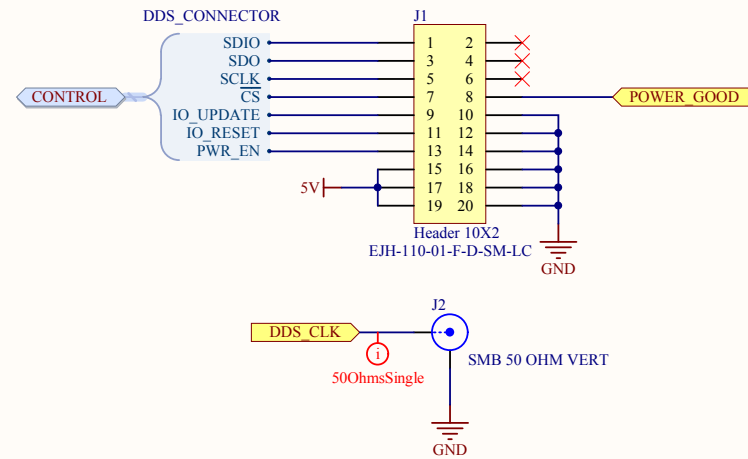 DDS_CONNECTOR
J1
SDIO 1 2
SDO 3 4
SCLK 5 6
CONTROL CS 7 8 POWER_GOOD
IO_UPDATE 9 10
IO_RESET 11 12
PWR_EN 13 14
15 16
5V 17 18
19 20
Header 10X2
EJH-110-01-F-D-SM-LC
GND
J2
DDS_CLK
i
SMB 50 OHM VERT
50OhmsSingle
GND